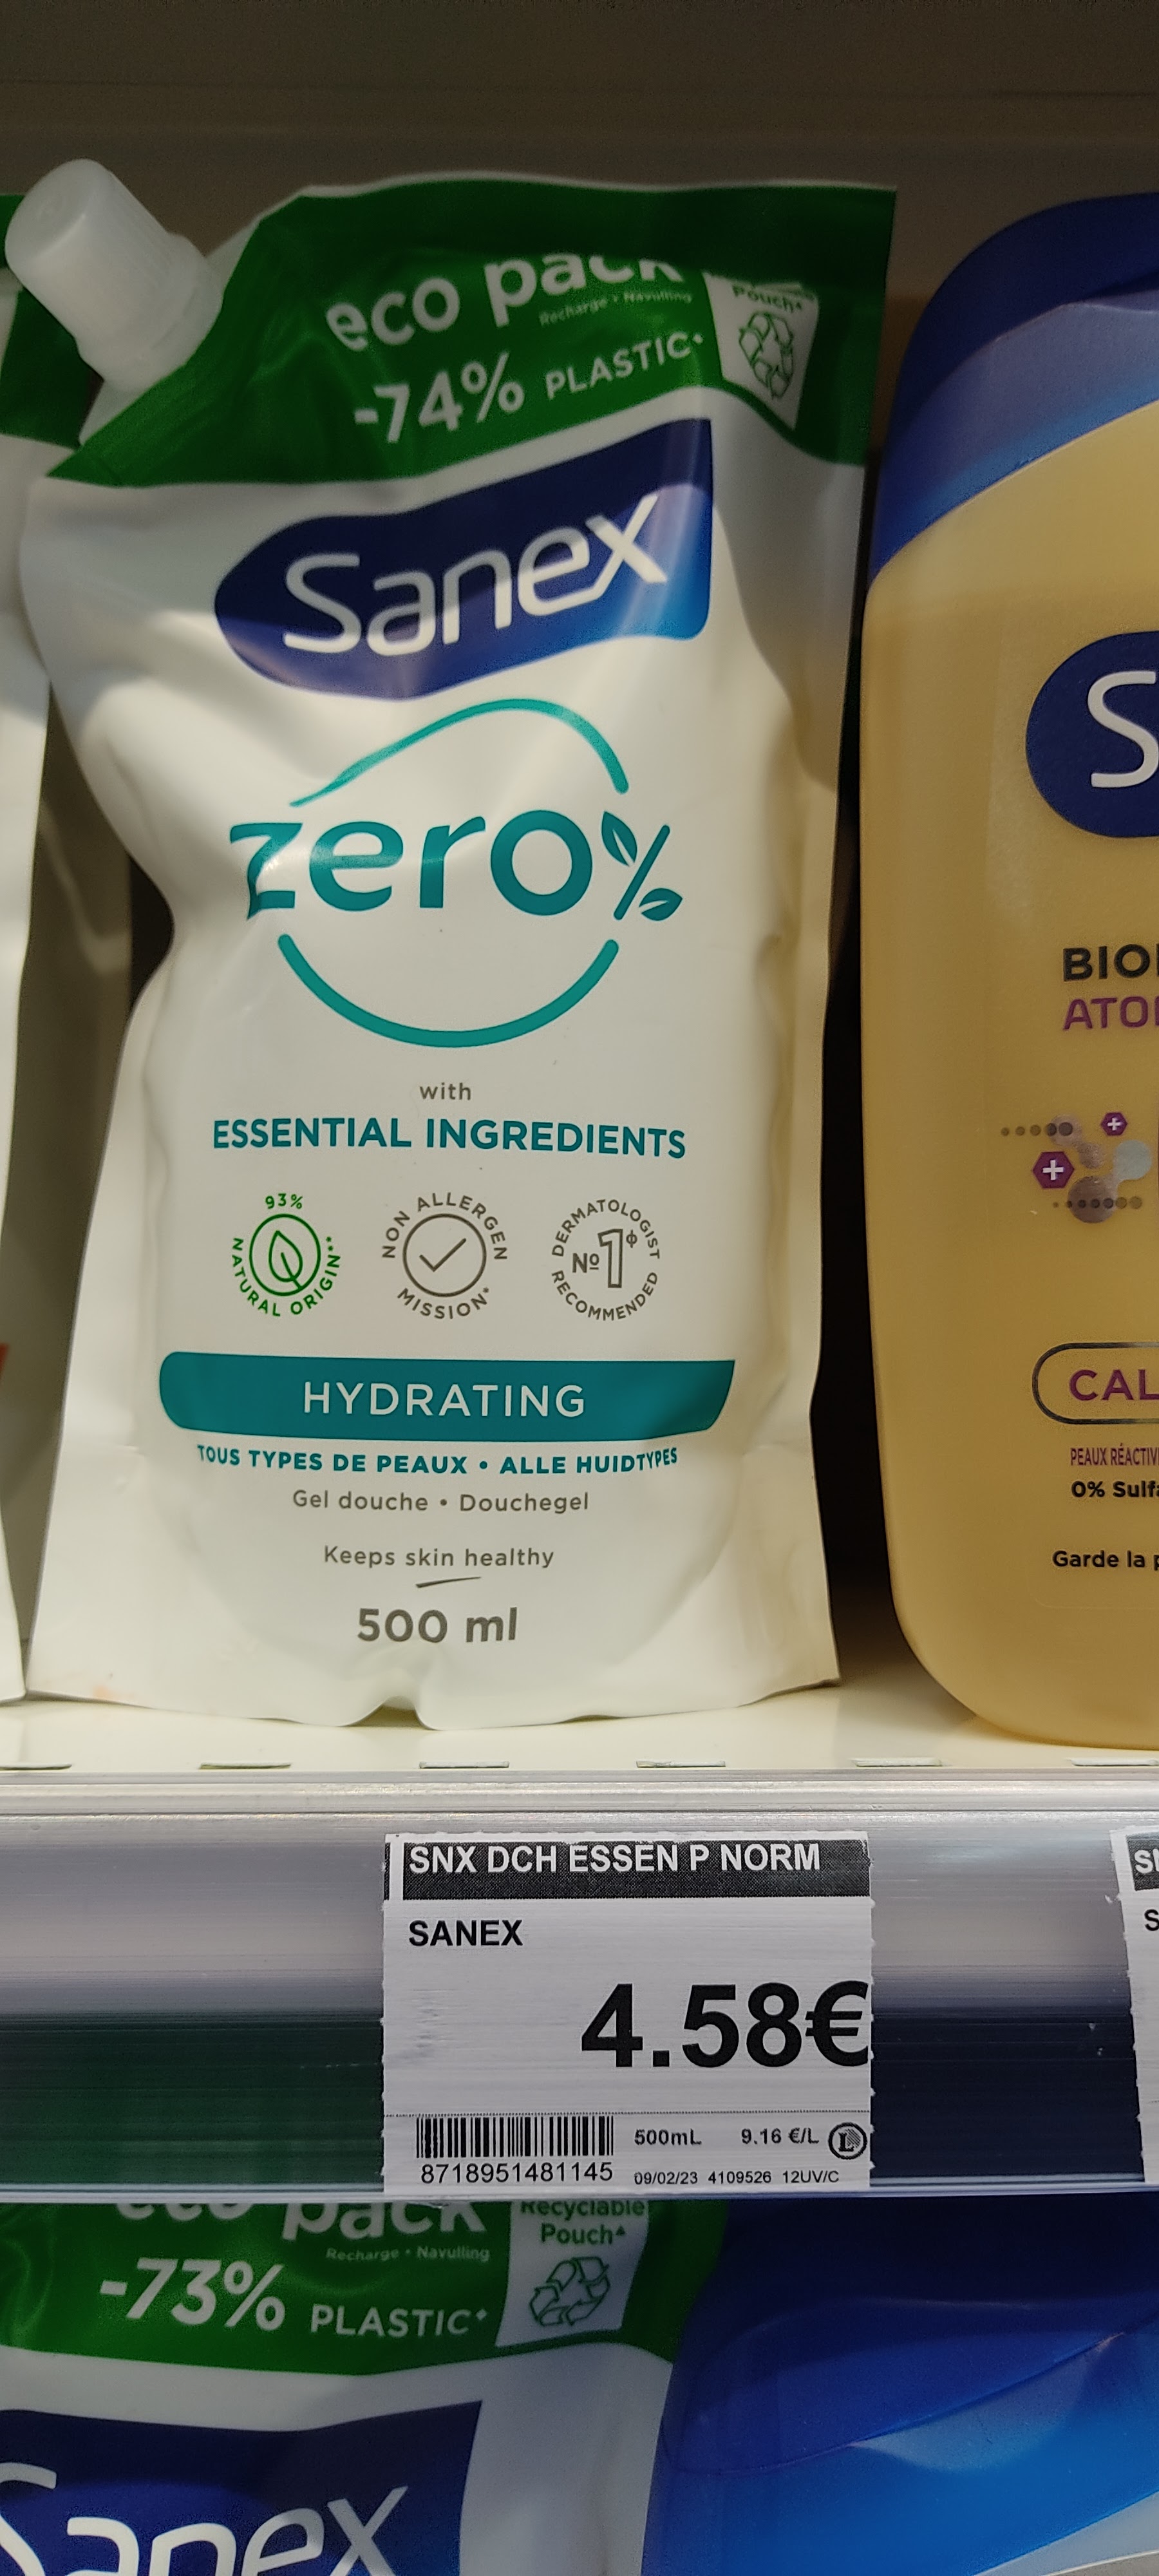 eco pack
Recharge • Navulling
-74% PLASTIC*
Pouch▲
Sanex
zero%
with
ESSENTIAL INGREDIENTS
93%
NATURAL ORIGIN**
NON ALLERGEN
MISSION*
DERMATOLOGIST
Nº1
RECOMMENDED
HYDRATING
TOUS TYPES DE PEAUX • ALLE HUIDTYPES
Gel douche • Douchegel
Keeps skin healthy
500 ml
S
BIO
ATO
CAL
PEAUX RÉACTIV
0% Sulf
Garde la p
SNX DCH ESSEN P NORM
SANEX
4.58€
500mL 9.16 €/L L
8718951481145
09/02/23 4109526 12UV/C
S
eco pack
Recharge • Navulling
-73% PLASTIC*
Recyclable
Pouch▲
Sanex